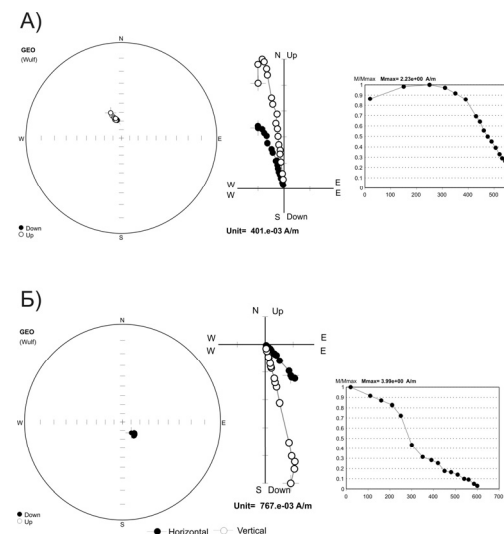 А)
GEO
(Wulf)
N
W
E
S
Down
Up
N Up
W E
W E
S Down
Unit= 401.e-03 A/m
M/Mmax Mmax= 2.23e+00 A/m
1
0.9
0.8
0.7
0.6
0.5
0.4
0.3
0.2
0.1
0
0 100 200 300 400 500
Б)
GEO
(Wulf)
N
W
E
S
Down
Up
N Up
W E
W E
S Down
Unit= 767.e-03 A/m
Horizontal Vertical
M/Mmax Mmax= 3.99e+00 A/m
1
0.9
0.8
0.7
0.6
0.5
0.4
0.3
0.2
0.1
0
0 100 200 300 400 500 600 700